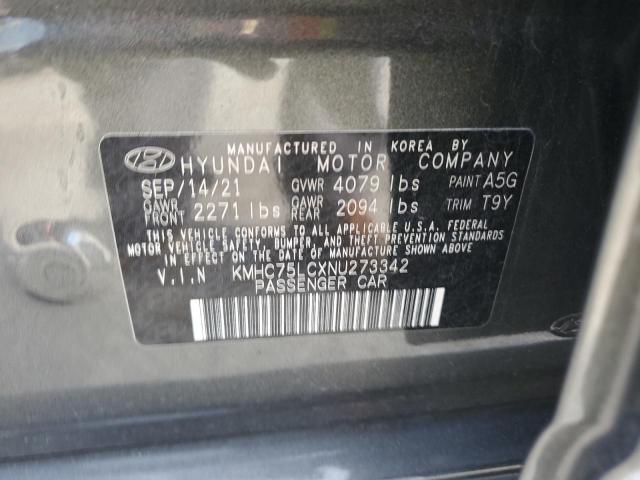 MANUFACTURED IN KOREA BY
HYUNDAI MOTOR COMPANY
SEP/14/21 GVWR 4079 lbs PAINT A5G
GAWR FRONT 2271 lbs GAWR REAR 2094 lbs TRIM T9Y
THIS VEHICLE CONFORMS TO ALL APPLICABLE U.S.A. FEDERAL
MOTOR VEHICLE SAFETY, BUMPER, AND THEFT PREVENTION STANDARDS
IN EFFECT ON THE DATE OF MANUFACTURE SHOWN ABOVE.
V.I.N KMHC75LCXNU273342
PASSENGER CAR